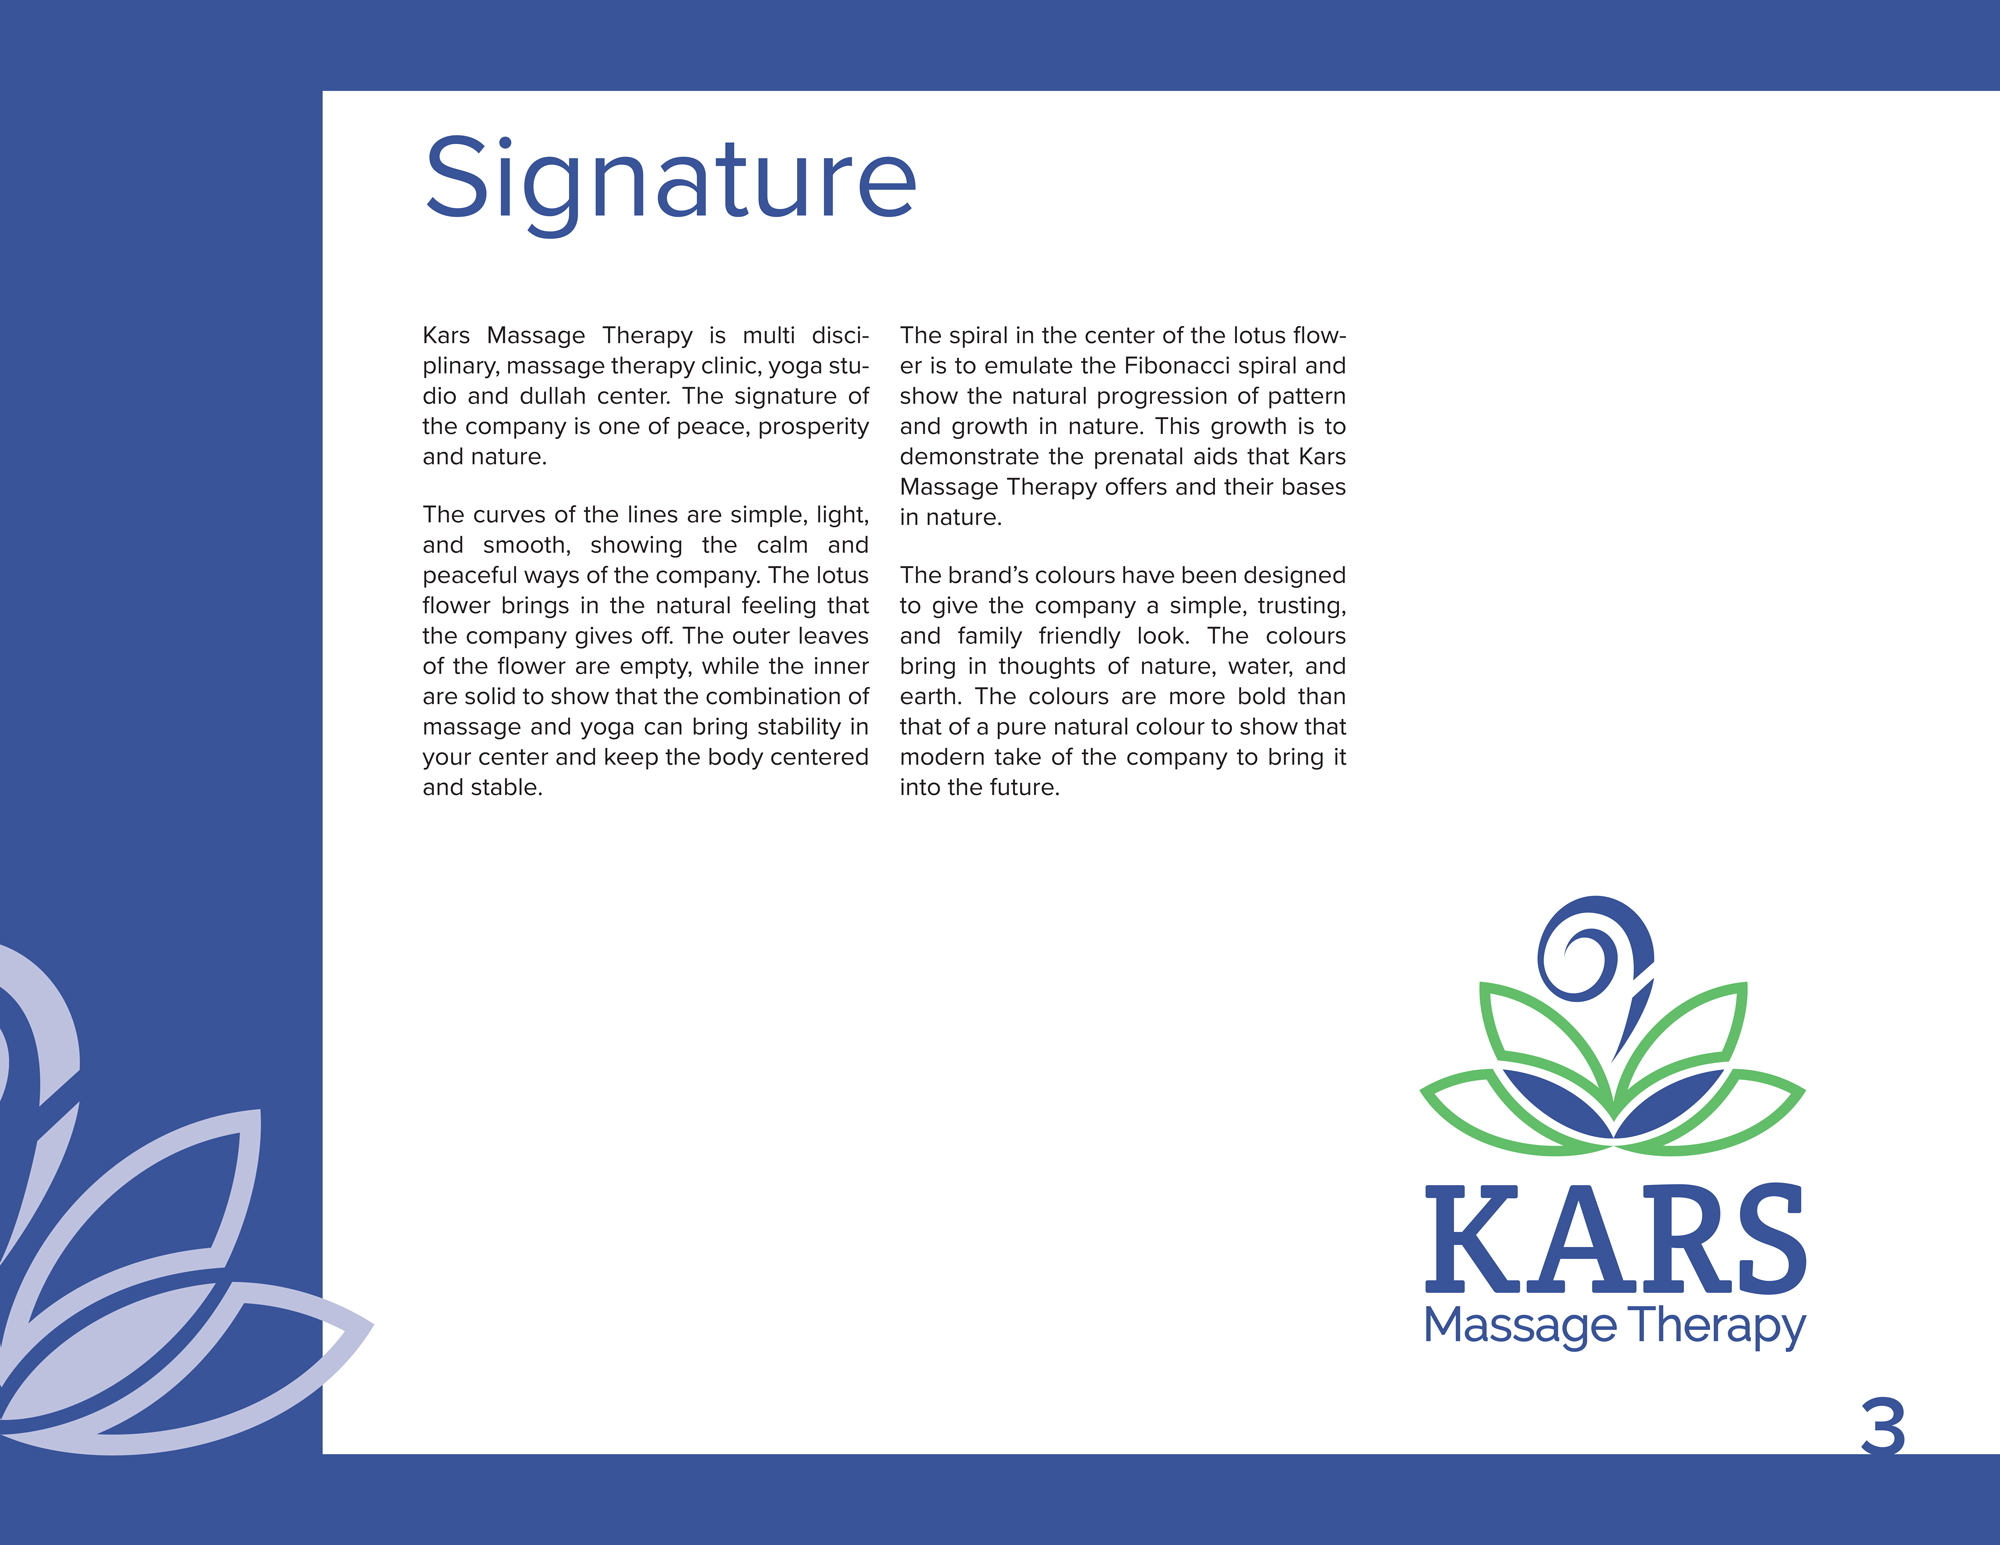 Signature
Kars Massage Therapy is multi disci-
plinary, massage therapy clinic, yoga stu-
dio and dullah center. The signature of
the company is one of peace, prosperity
and nature.
The curves of the lines are simple, light,
and smooth, showing the calm and
peaceful ways of the company. The lotus
flower brings in the natural feeling that
the company gives off. The outer leaves
of the flower are empty, while the inner
are solid to show that the combination of
massage and yoga can bring stability in
your center and keep the body centered
and stable.
The spiral in the center of the lotus flow-
er is to emulate the Fibonacci spiral and
show the natural progression of pattern
and growth in nature. This growth is to
demonstrate the prenatal aids that Kars
Massage Therapy offers and their bases
in nature.
The brand’s colours have been designed
to give the company a simple, trusting,
and family friendly look. The colours
bring in thoughts of nature, water, and
earth. The colours are more bold than
that of a pure natural colour to show that
modern take of the company to bring it
into the future.
KARS
Massage Therapy
3